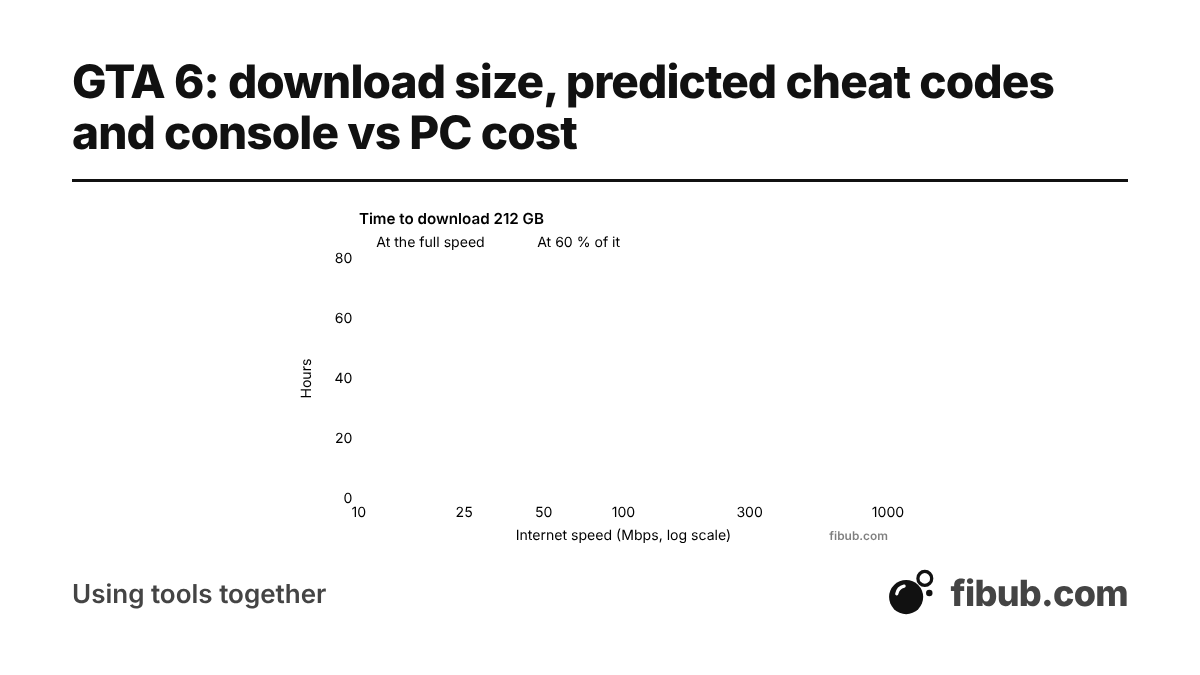 GTA 6: download size, predicted cheat codes
and console vs PC cost
Time to download 212 GB
At the full speed
At 60 % of it
80
60
40
20
0
Hours
10
25
50
100
300
1000
Internet speed (Mbps, log scale)
fibub.com
Using tools together
fibub.com